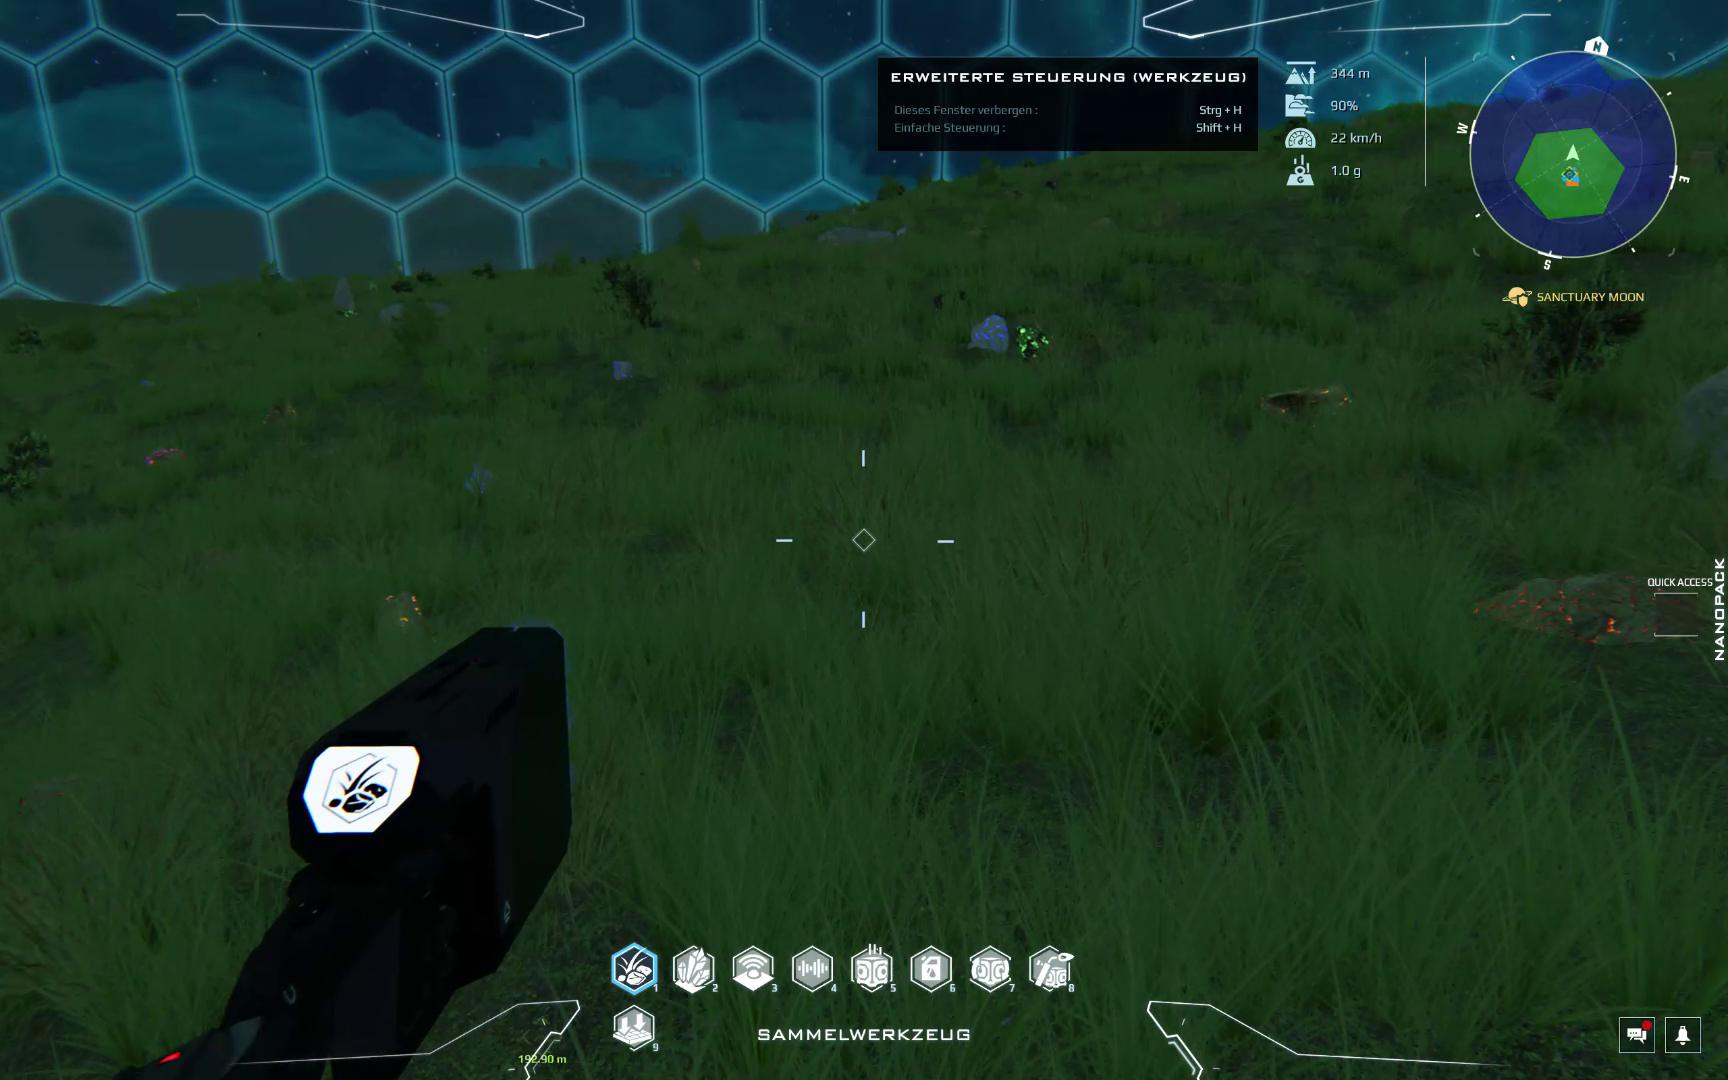 ERWEITERTE STEUERUNG (WERKZEUG)
Dieses Fenster verbergen : Strg + H
Einfache Steuerung : Shift + H
344 m
90%
22 km/h
G 1.0 g
N
W
E
S
SANCTUARY MOON
QUICK ACCESS
NANOPACK
1 2 3 4 5 6 7 8
9
SAMMELWERKZEUG
192.90 m